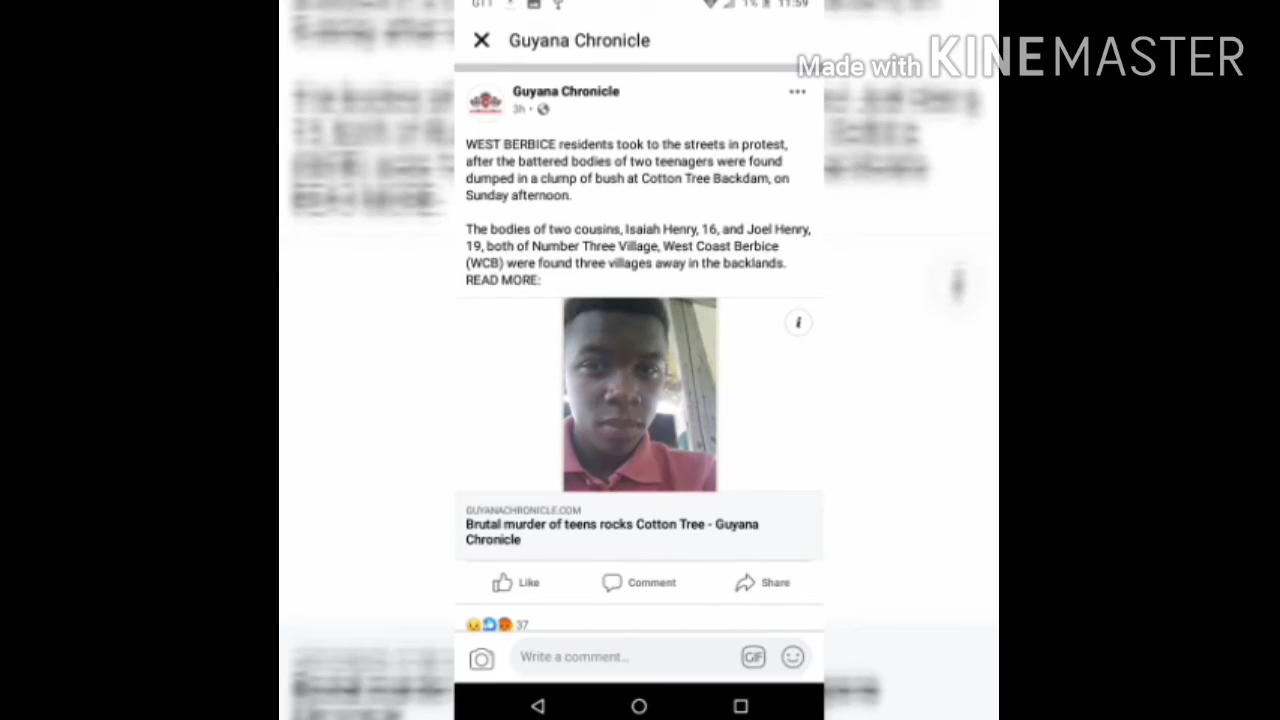 11:59
Guyana Chronicle
Made with KINEMASTER
Guyana Chronicle
3h
WEST BERBICE residents took to the streets in protest,
after the battered bodies of two teenagers were found
dumped in a clump of bush at Cotton Tree Backdam, on
Sunday afternoon.
The bodies of two cousins, Isaiah Henry, 16, and Joel Henry,
19, both of Number Three Village, West Coast Berbice
(WCB) were found three villages away in the backlands.
READ MORE:
i
GUYANACHRONICLE.COM
Brutal murder of teens rocks Cotton Tree - Guyana
Chronicle
Like
Comment
Share
37
Write a comment...
GIF